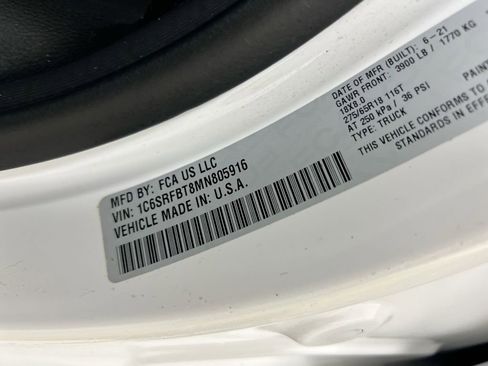 MFD BY: FCA US LLC
VIN: 1C6SRFBT8MN805916
VEHICLE MADE IN: U.S.A.
DATE OF MFR (BUILT): 6-21
GAWR FRONT: 3900 LB / 1770 KG
18X8.0
275/65R18 116T
AT 250 kPa / 36 PSI
TYPE: TRUCK
PAINT
THIS VEHICLE CONFORMS TO
STANDARDS IN EFFE